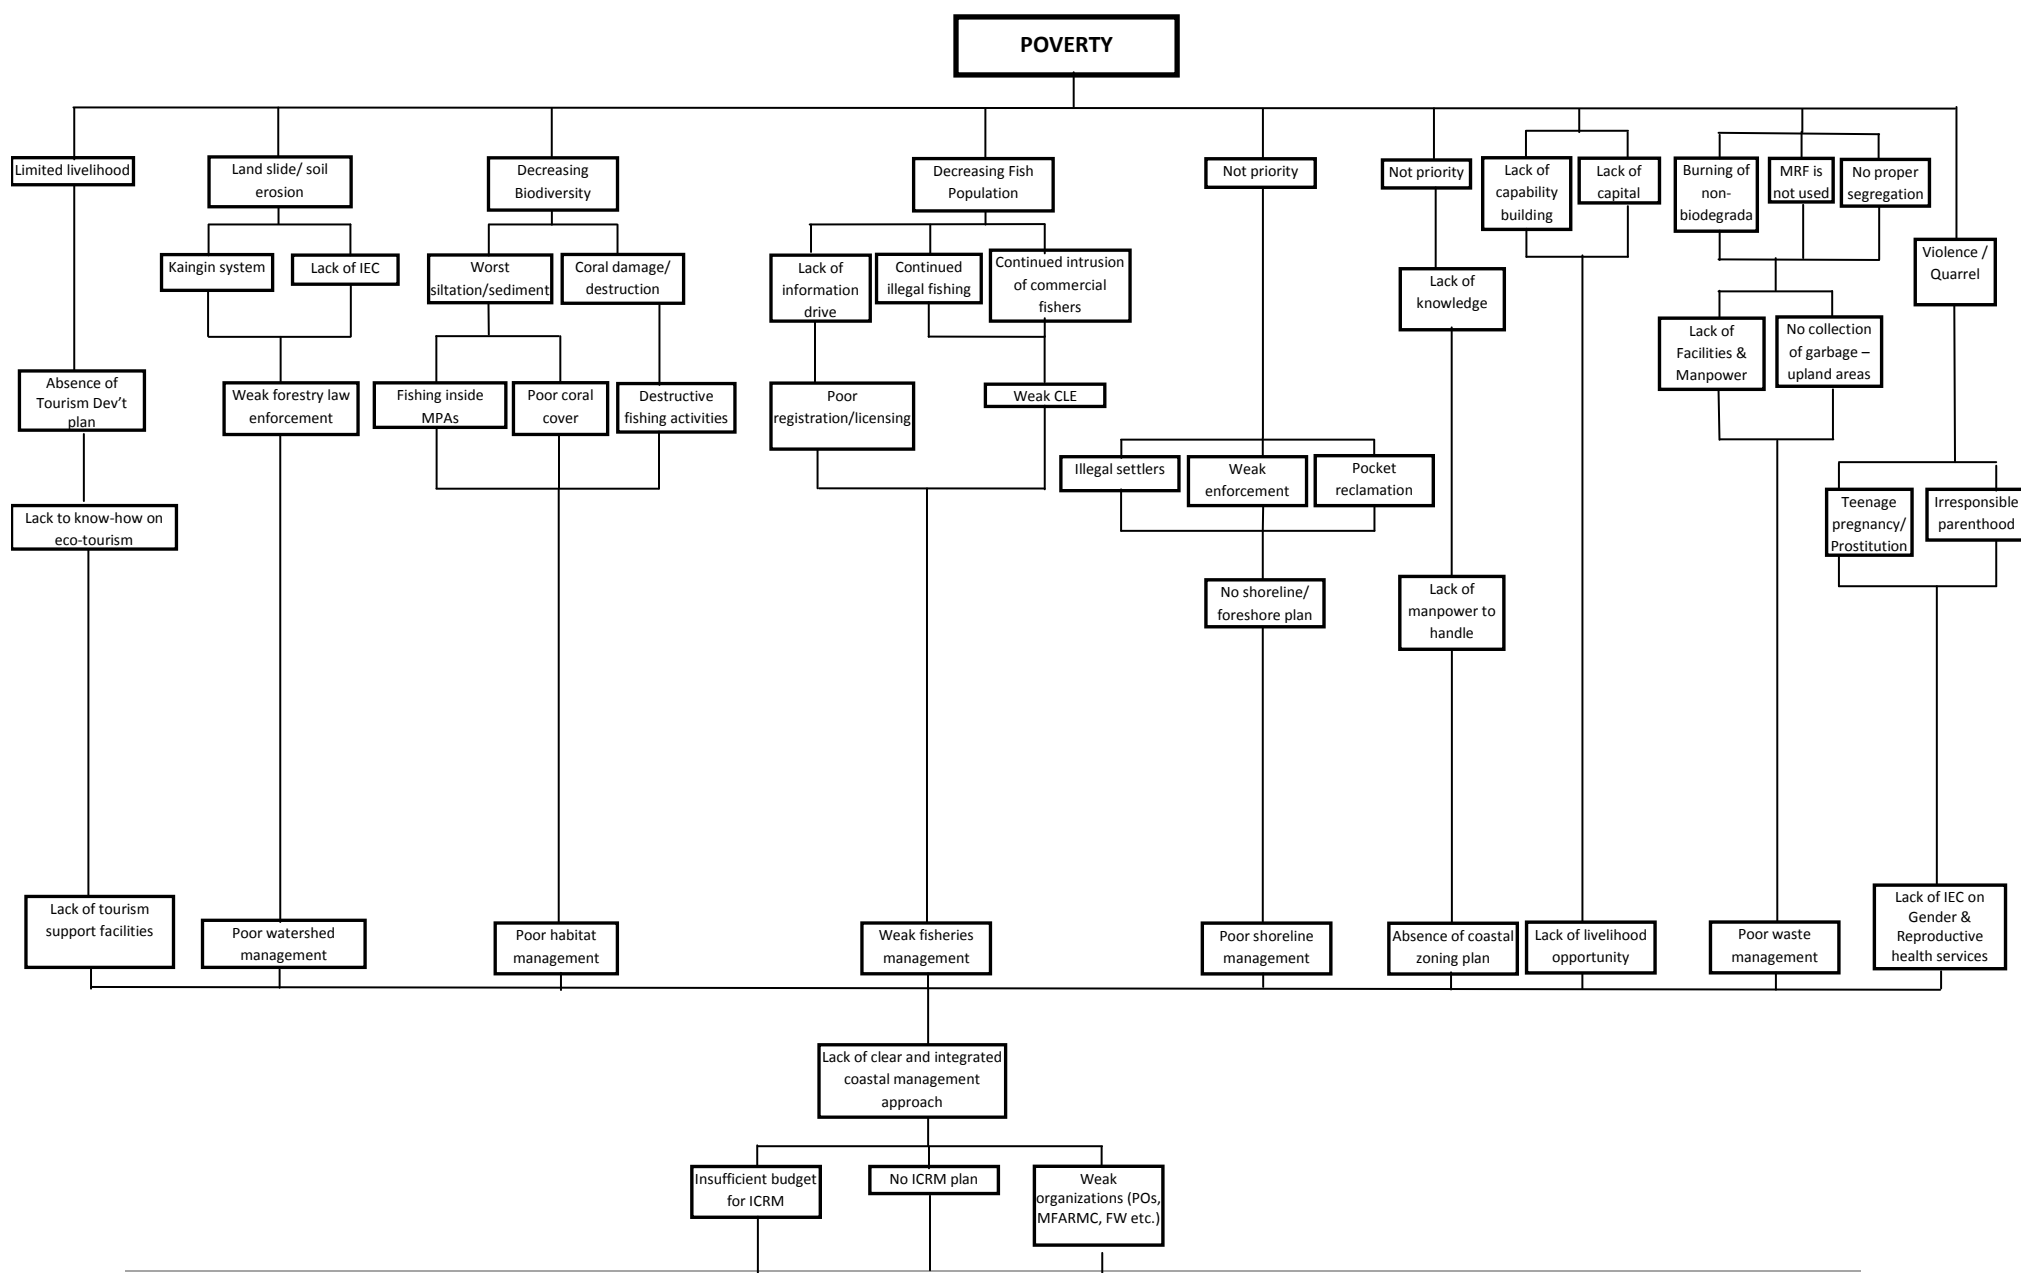 POVERTY
Limited livelihood
Land slide/ soil
erosion
Decreasing
Biodiversity
Decreasing Fish
Population
Not priority
Not priority
Lack of
capability
building
Lack of
capital
Burning of
non-
biodegrada
MRF is
not used
No proper
segregation
Kaingin system
Lack of IEC
Worst
siltation/sediment
Coral damage/
destruction
Lack of
information
drive
Continued
illegal fishing
Continued intrusion
of commercial
fishers
Lack of
knowledge
Violence /
Quarrel
Lack of
Facilities &
Manpower
No collection
of garbage –
upland areas
Absence of
Tourism Dev't
plan
Weak forestry law
enforcement
Fishing inside
MPAs
Poor coral
cover
Destructive
fishing activities
Poor
registration/licensing
Weak CLE
Illegal settlers
Weak
enforcement
Pocket
reclamation
Lack to know-how on
eco-tourism
Teenage
pregnancy/
Prostitution
Irresponsible
parenthood
No shoreline/
foreshore plan
Lack of
manpower to
handle
Lack of tourism
support facilities
Poor watershed
management
Poor habitat
management
Weak fisheries
management
Poor shoreline
management
Absence of coastal
zoning plan
Lack of livelihood
opportunity
Poor waste
management
Lack of IEC on
Gender &
Reproductive
health services
Lack of clear and integrated
coastal management
approach
Insufficient budget
for ICRM
No ICRM plan
Weak
organizations (POs,
MFARMC, FW etc.)